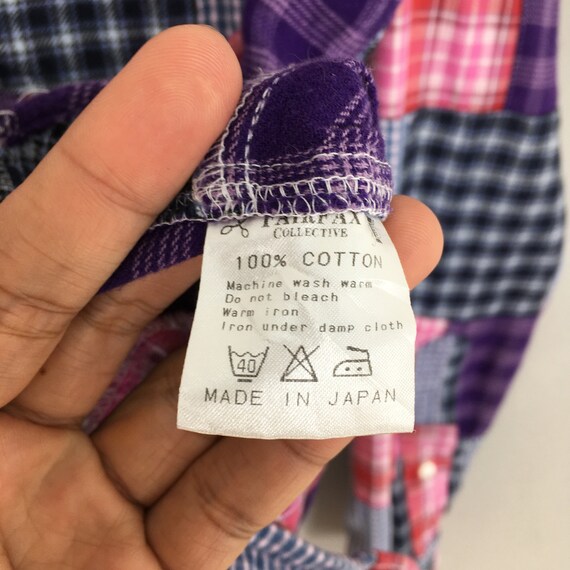 FAIRFAX
COLLECTIVE
100% COTTON
Machine wash warm
Do not bleach
Warm iron
Iron under damp cloth
40
MADE IN JAPAN